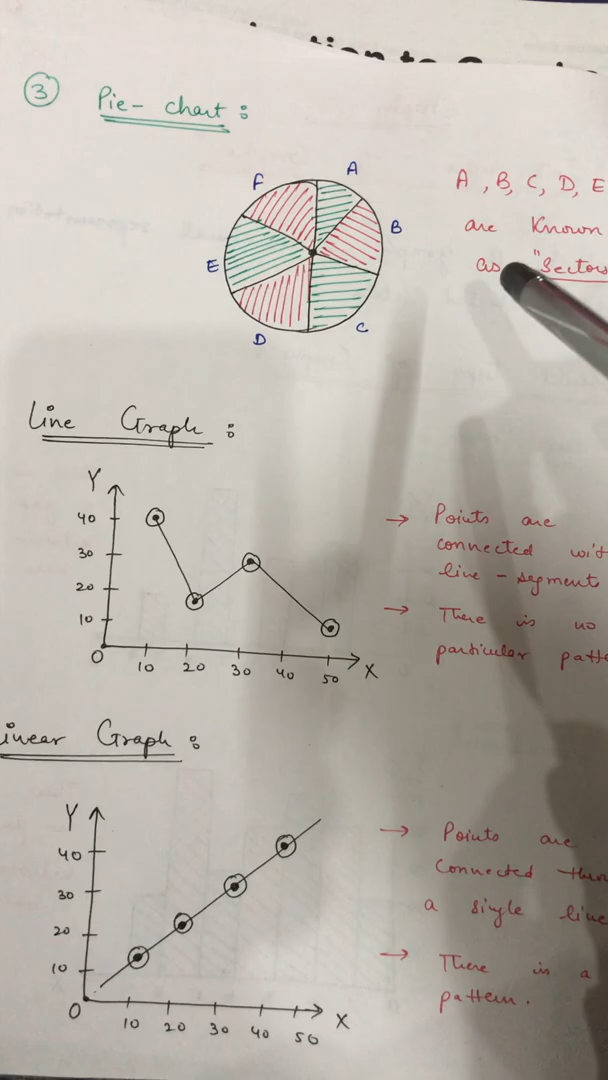 ③ Pie- chart :
F A
A, B, C, D, E
B
are Known
E
as "Sectors
D C
Line Graph :
Y
40
30
20
10
O 10 20 30 40 50 X
→ Points are
connected
line - segment
→ There is no
particular
Graph :
Y
40
30
20
10
O 10 20 30 40 50 X
→ Points are
Connected
a single line
→ There is a
pattern.